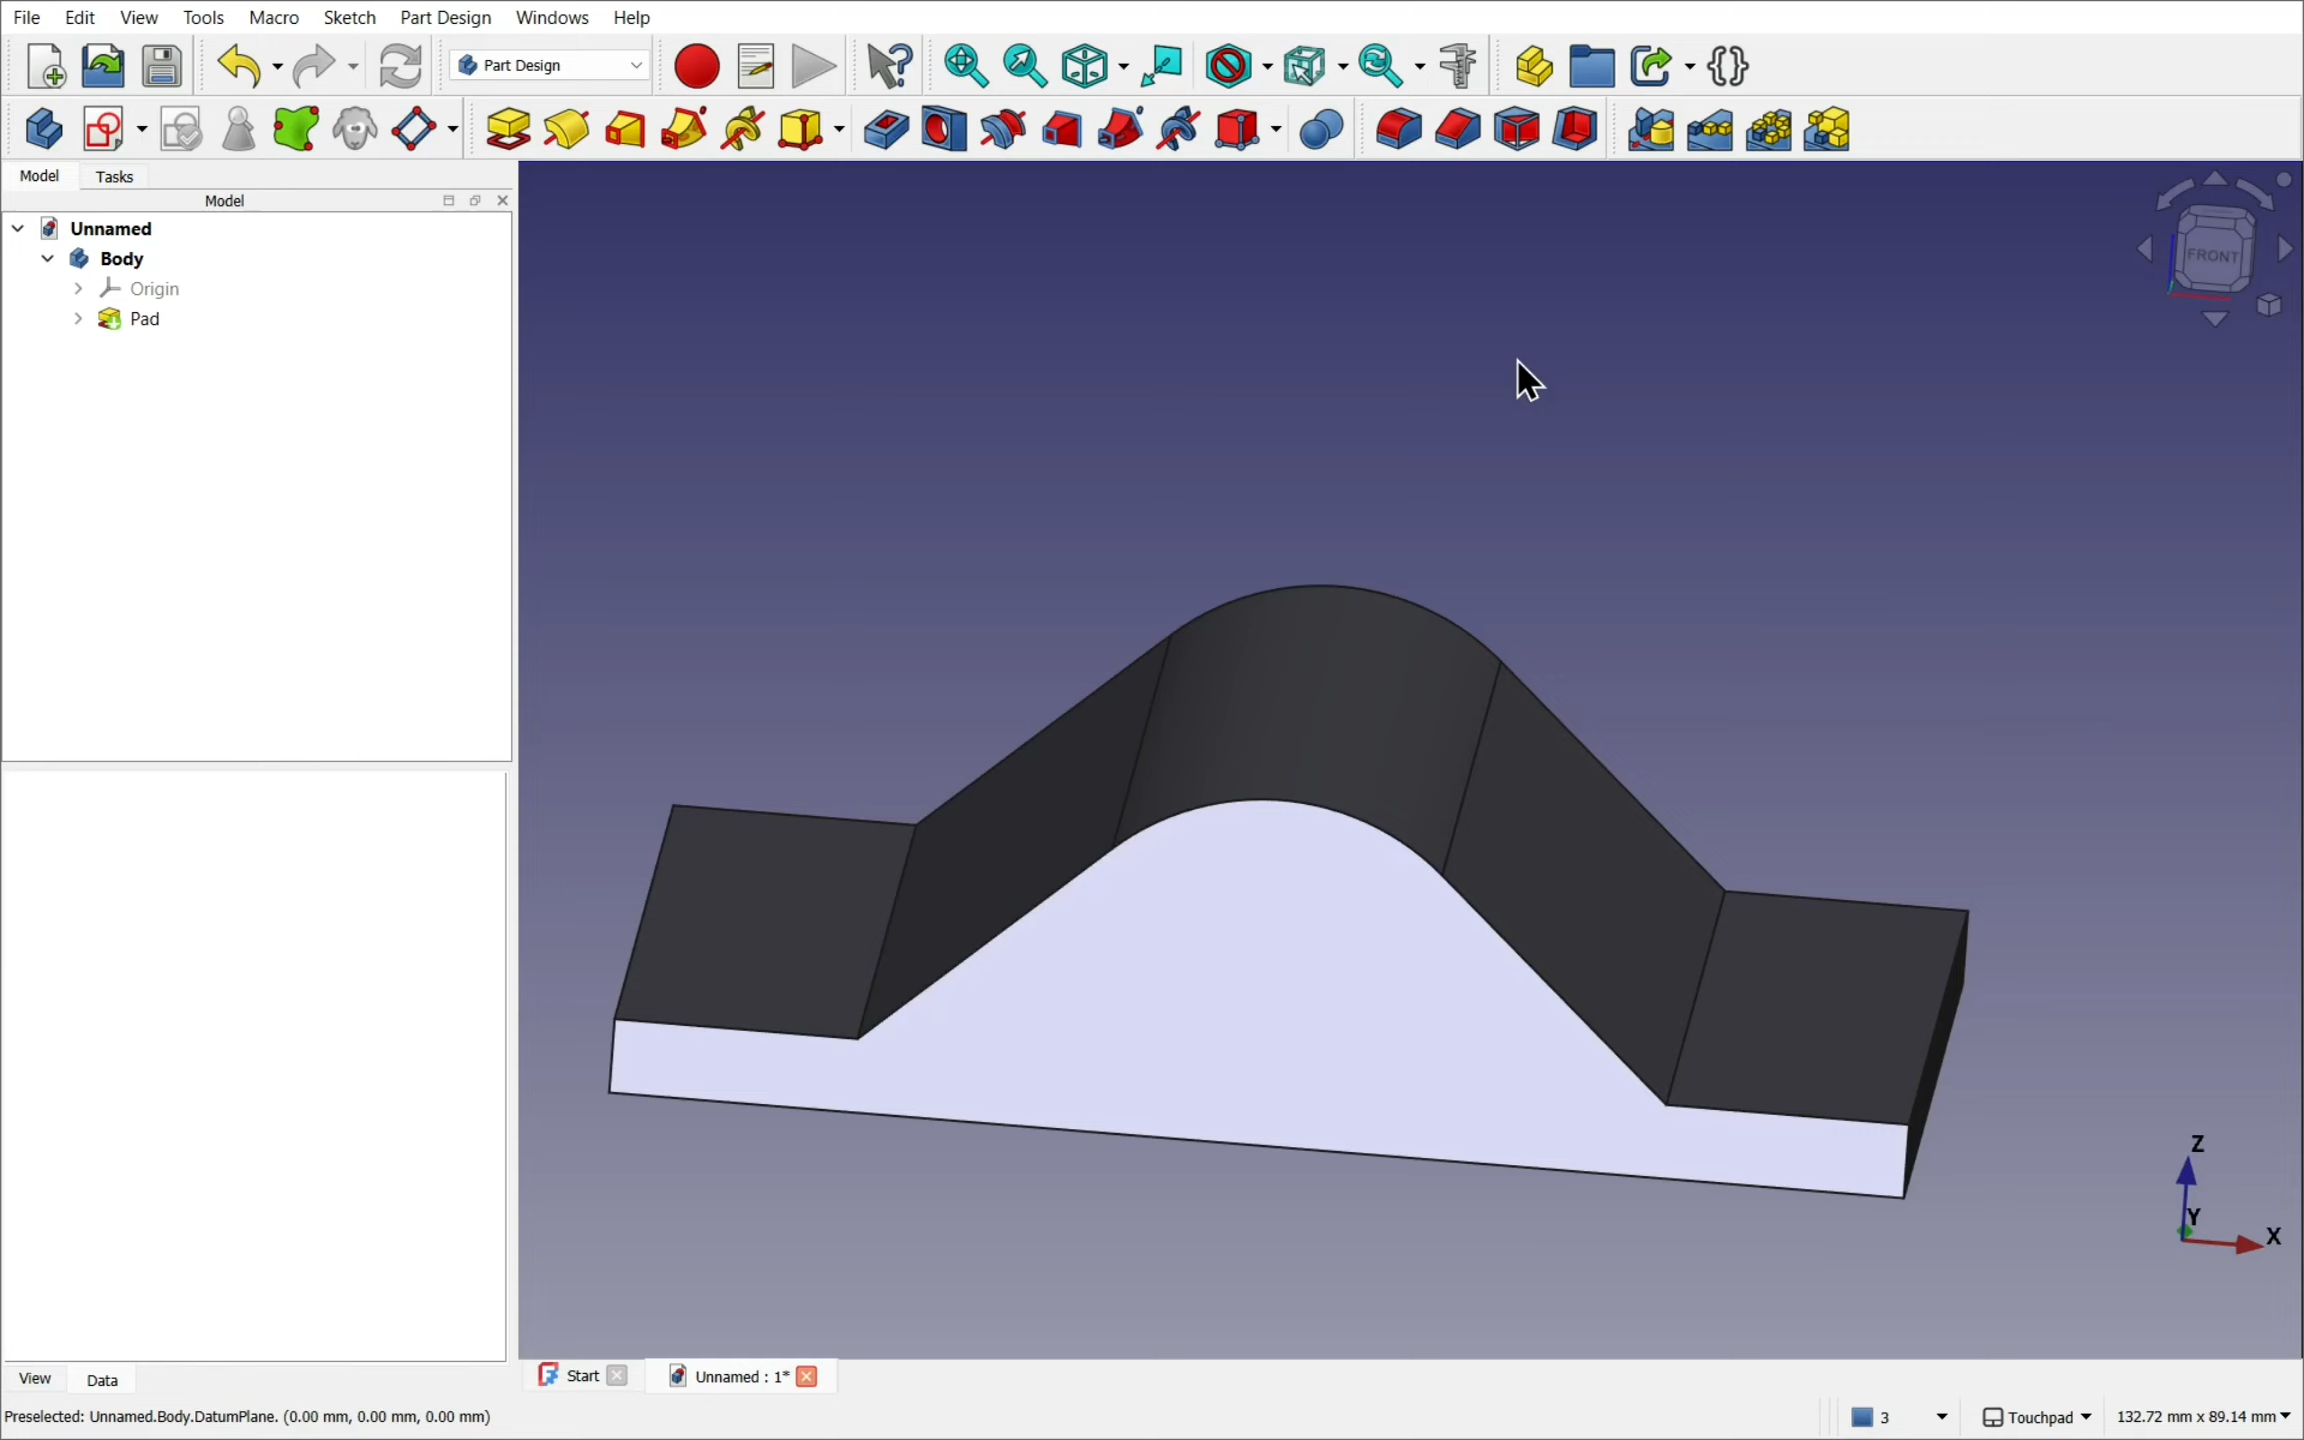 File Edit View Tools Macro Sketch Part Design Windows Help
Part Design
Model Tasks
Model
Unnamed
Body
Origin
Pad
FRONT
Z
Y
X
View Data
Start Unnamed : 1*
Preselected: Unnamed.Body.DatumPlane. (0.00 mm, 0.00 mm, 0.00 mm) 3 Touchpad 132.72 mm x 89.14 mm